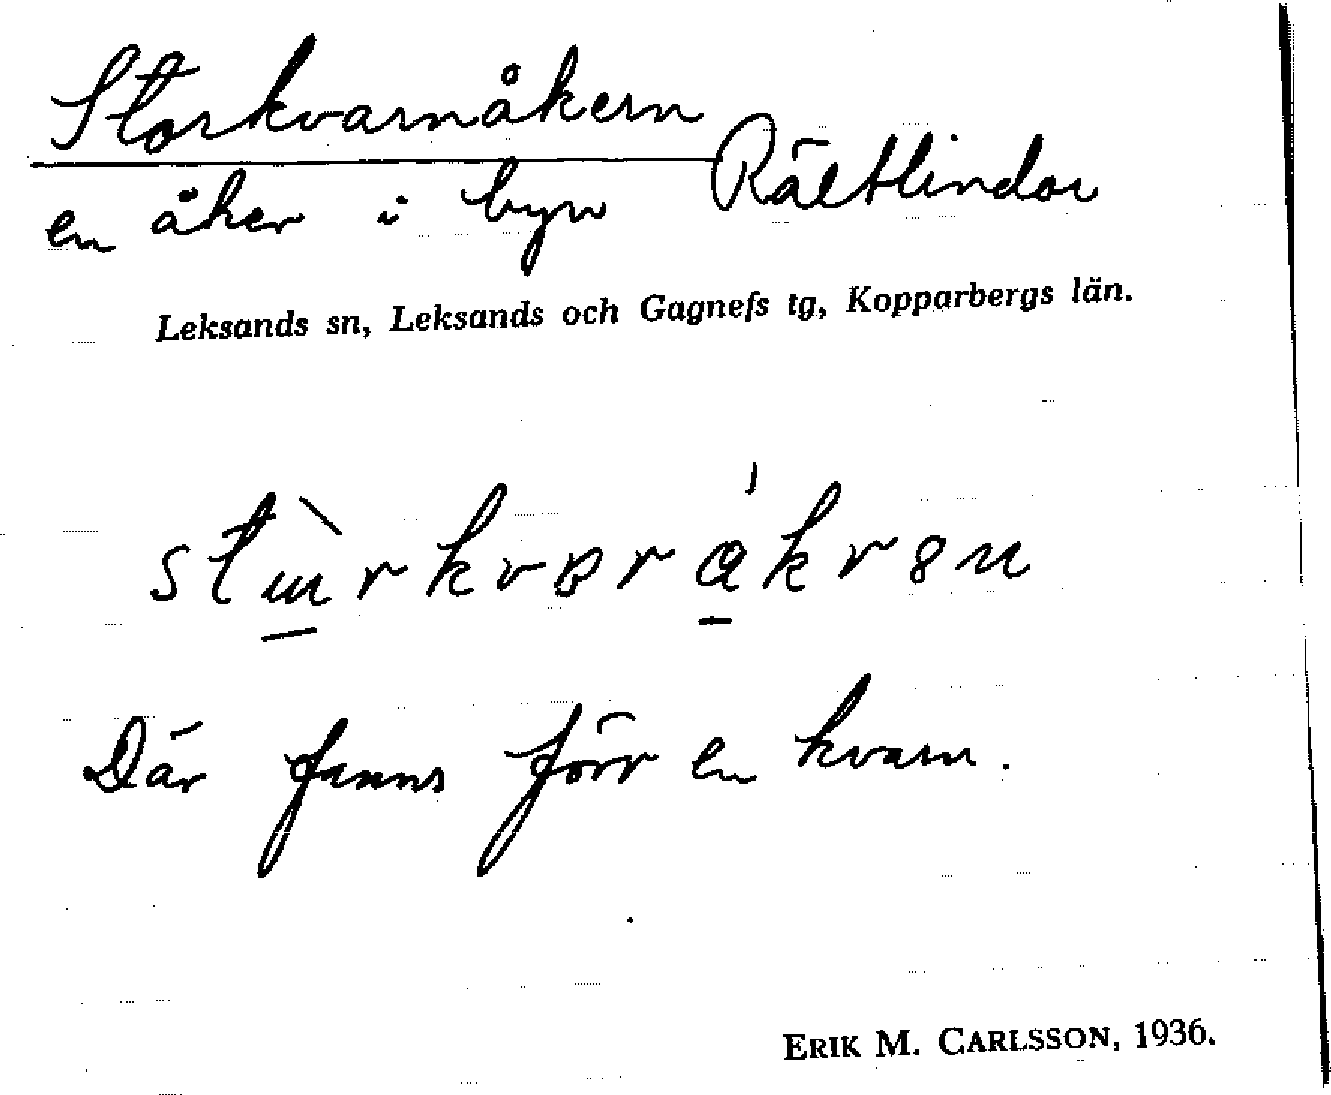 Storkvarnåkern
en åker i byn Rältlindor
Leksands sn, Leksands och Gagnefs tg, Kopparbergs län.
Där fanns förr en kvarn.
ERIK M. CARLSSON, 1936.